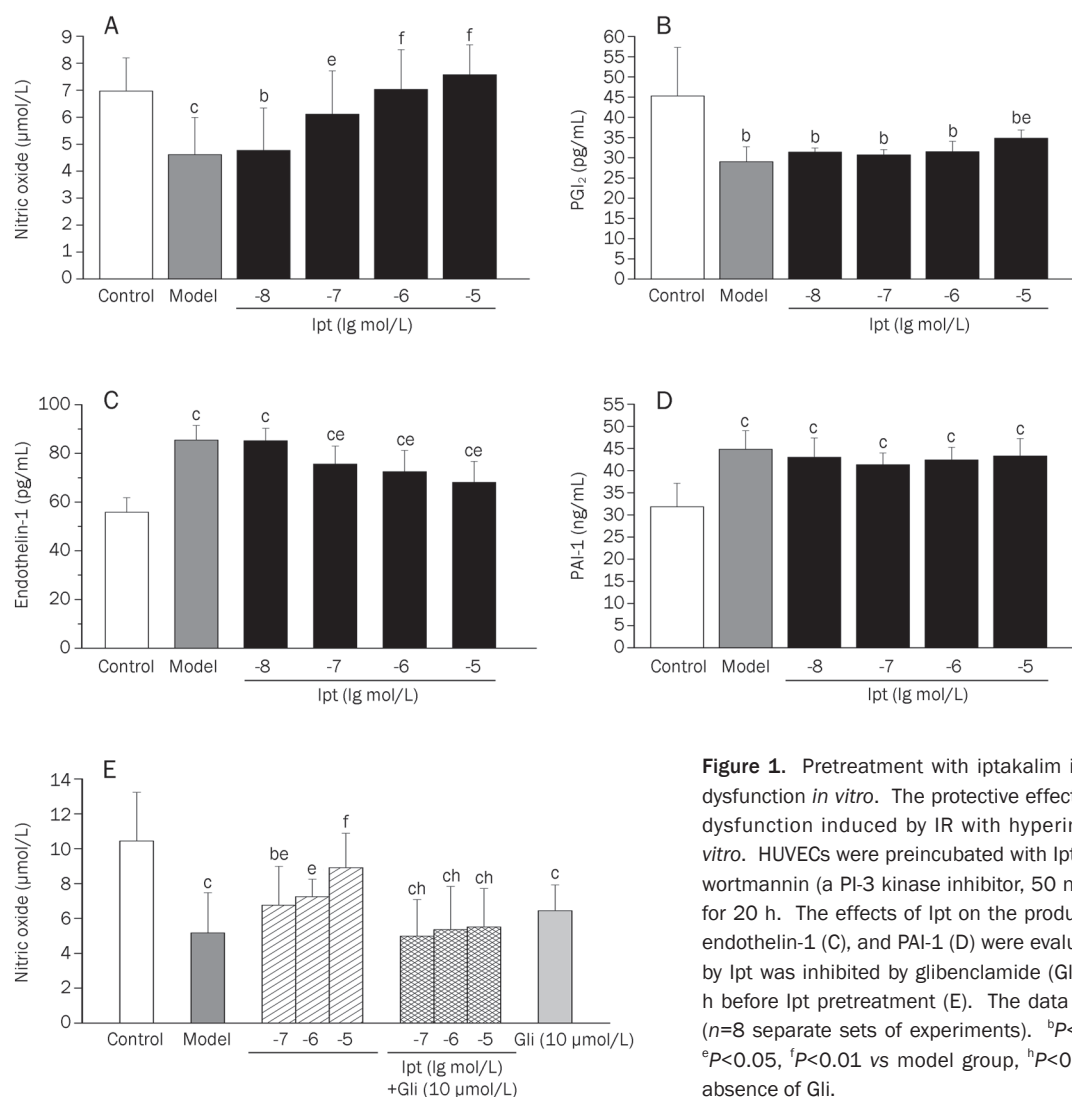 A
9
8
7
6
5
4
3
2
1
0
Nitric oxide (µmol/L)
c
b
e
f
f
Control Model -8 -7 -6 -5
Ipt (lg mol/L)
B
60
55
50
45
40
35
30
25
20
15
10
5
0
PGI₂ (pg/mL)
b
b
b
b
be
Control Model -8 -7 -6 -5
Ipt (lg mol/L)
C
100
80
60
40
20
0
Endothelin-1 (pg/mL)
c
c
ce
ce
ce
Control Model -8 -7 -6 -5
Ipt (lg mol/L)
D
55
50
45
40
35
30
25
20
15
10
5
0
PAI-1 (ng/mL)
c
c
c
c
c
Control Model -8 -7 -6 -5
Ipt (lg mol/L)
E
14
12
10
8
6
4
2
0
Nitric oxide (µmol/L)
c
be
e
f
ch
ch
ch
c
Control Model -7 -6 -5 -7 -6 -5 Gli (10 µmol/L)
Ipt (lg mol/L)
+Gli (10 µmol/L)
Figure 1. Pretreatment with iptakalim i
dysfunction in vitro. The protective effect
dysfunction induced by IR with hyperin
vitro. HUVECs were preincubated with Ipt
wortmannin (a PI-3 kinase inhibitor, 50 n
for 20 h. The effects of Ipt on the produ
endothelin-1 (C), and PAI-1 (D) were evalu
by Ipt was inhibited by glibenclamide (Gl
h before Ipt pretreatment (E). The data
(n=8 separate sets of experiments). ᵇP<
ᵉP<0.05, ᶠP<0.01 vs model group, ʰP<0
absence of Gli.